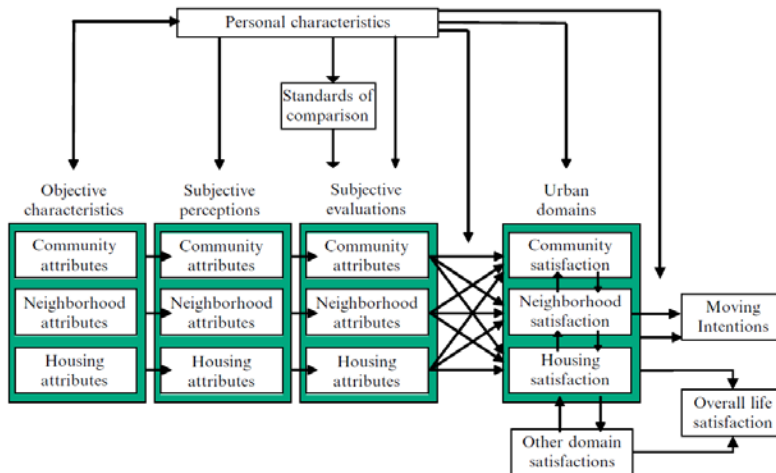 Personal characteristics
Standards of
comparison
Objective
characteristics
Subjective
perceptions
Subjective
evaluations
Urban
domains
Community
attributes
Community
attributes
Community
attributes
Community
satisfaction
Neighborhood
attributes
Neighborhood
attributes
Neighborhood
attributes
Neighborhood
satisfaction
Moving
Intentions
Housing
attributes
Housing
attributes
Housing
attributes
Housing
satisfaction
Overall life
satisfaction
Other domain
satisfactions